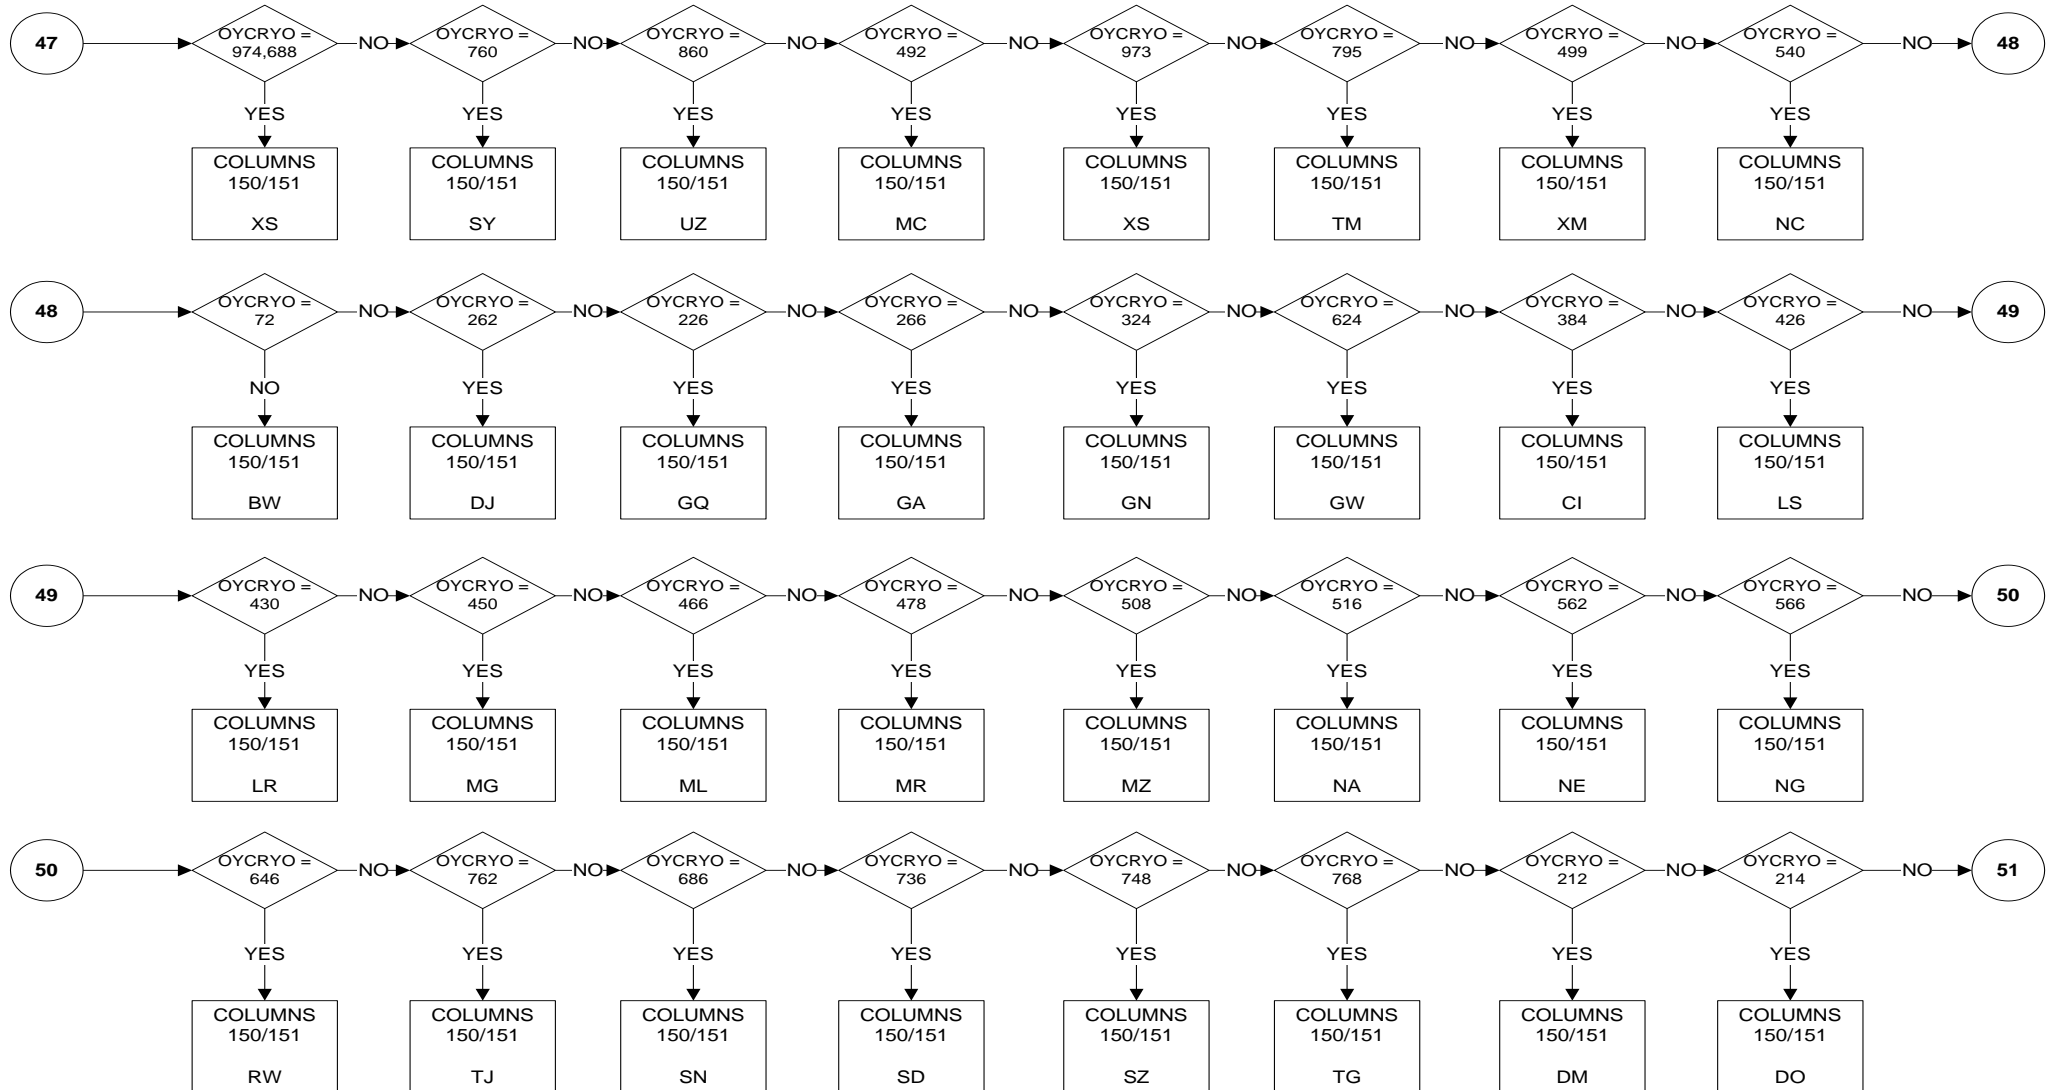 47 OYCRYO = NO OYCRYO = NO OYCRYO = NO OYCRYO = NO OYCRYO = NO OYCRYO = NO OYCRYO = NO OYCRYO = NO 48
974,688 760 860 492 973 795 499 540
YES YES YES YES YES YES YES YES
COLUMNS COLUMNS COLUMNS COLUMNS COLUMNS COLUMNS COLUMNS COLUMNS
150/151 150/151 150/151 150/151 150/151 150/151 150/151 150/151
XS SY UZ MC XS TM XM NC
48 OYCRYO = NO OYCRYO = NO OYCRYO = NO OYCRYO = NO OYCRYO = NO OYCRYO = NO OYCRYO = NO OYCRYO = NO 49
72 262 226 266 324 624 384 426
NO YES YES YES YES YES YES YES
COLUMNS COLUMNS COLUMNS COLUMNS COLUMNS COLUMNS COLUMNS COLUMNS
150/151 150/151 150/151 150/151 150/151 150/151 150/151 150/151
BW DJ GQ GA GN GW CI LS
49 OYCRYO = NO OYCRYO = NO OYCRYO = NO OYCRYO = NO OYCRYO = NO OYCRYO = NO OYCRYO = NO OYCRYO = NO 50
430 450 466 478 508 516 562 566
YES YES YES YES YES YES YES YES
COLUMNS COLUMNS COLUMNS COLUMNS COLUMNS COLUMNS COLUMNS COLUMNS
150/151 150/151 150/151 150/151 150/151 150/151 150/151 150/151
LR MG ML MR MZ NA NE NG
50 OYCRYO = NO OYCRYO = NO OYCRYO = NO OYCRYO = NO OYCRYO = NO OYCRYO = NO OYCRYO = NO OYCRYO = NO 51
646 762 686 736 748 768 212 214
YES YES YES YES YES YES YES YES
COLUMNS COLUMNS COLUMNS COLUMNS COLUMNS COLUMNS COLUMNS COLUMNS
150/151 150/151 150/151 150/151 150/151 150/151 150/151 150/151
RW TJ SN SD SZ TG DM DO